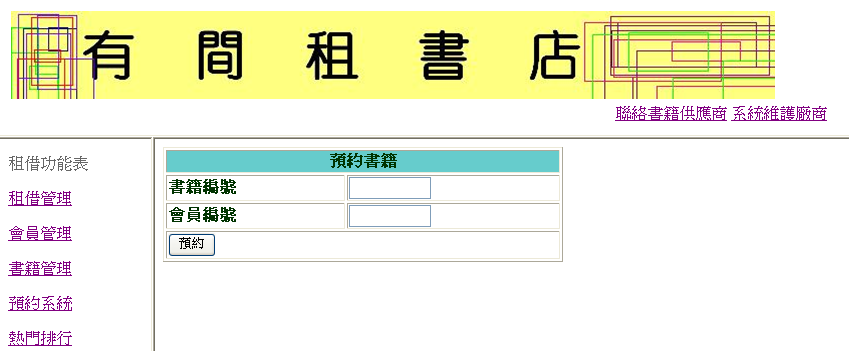 有間租書店
聯絡書籍供應商 系統維護廠商
租借功能表
租借管理
會員管理
書籍管理
預約系統
熱門排行
預約書籍
書籍編號
會員編號
預約